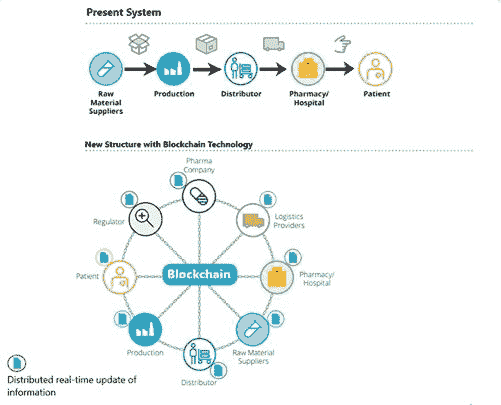 Present System
Raw
Material
Suppliers
Production
Distributor
Pharmacy/
Hospital
Patient
New Structure with Blockchain Technology
Pharma
Company
Regulator
Logistics
Providers
Patient
Blockchain
Pharmacy/
Hospital
Production
Raw Material
Suppliers
Distributor
Distributed real-time update of
information